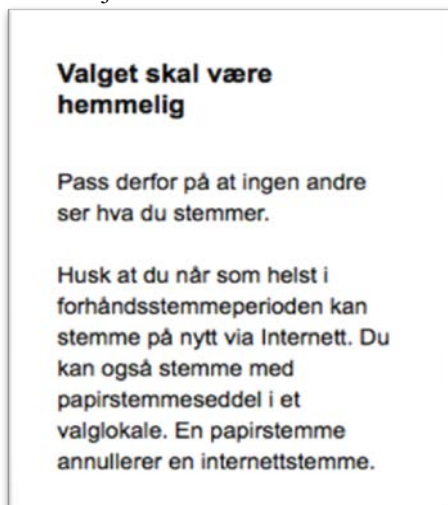 Valget skal være
hemmelig
Pass derfor på at ingen andre
ser hva du stemmer.
Husk at du når som helst i
forhåndsstemmeperioden kan
stemme på nytt via Internett. Du
kan også stemme med
papirstemmeseddel i et
valglokale. En papirstemme
annullerer en internettstemme.